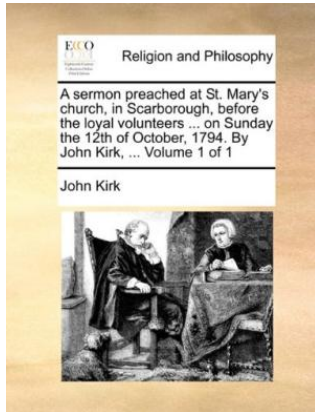 ECCO
Religion and Philosophy
A sermon preached at St. Mary's
church, in Scarborough, before
the loyal volunteers ... on Sunday
the 12th of October, 1794. By
John Kirk, ... Volume 1 of 1
John Kirk